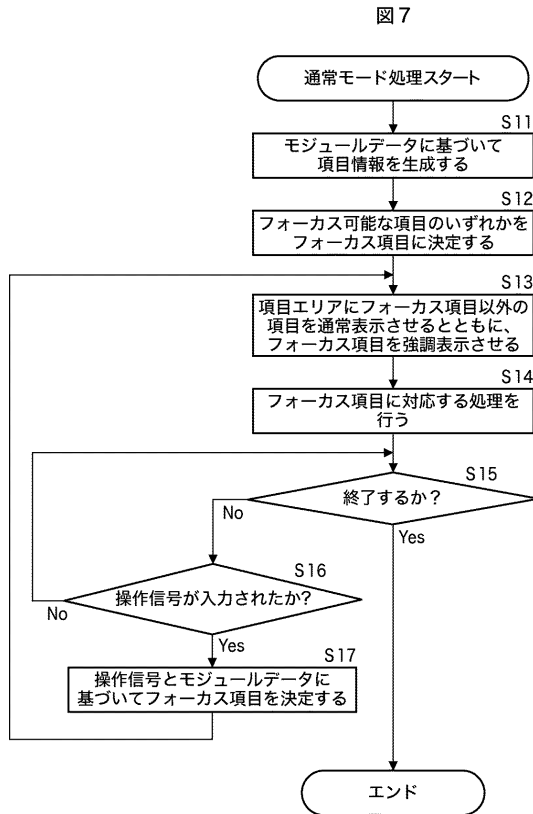 図7
通常モード処理スタート
S11
モジュールデータに基づいて
項目情報を生成する
S12
フォーカス可能な項目のいずれかを
フォーカス項目に決定する
S13
項目エリアにフォーカス項目以外の
項目を通常表示させるとともに、
フォーカス項目を強調表示させる
S14
フォーカス項目に対応する処理を
行う
S15
終了するか?
No
Yes
S16
操作信号が入力されたか?
No
Yes
S17
操作信号とモジュールデータに
基づいてフォーカス項目を決定する
エンド